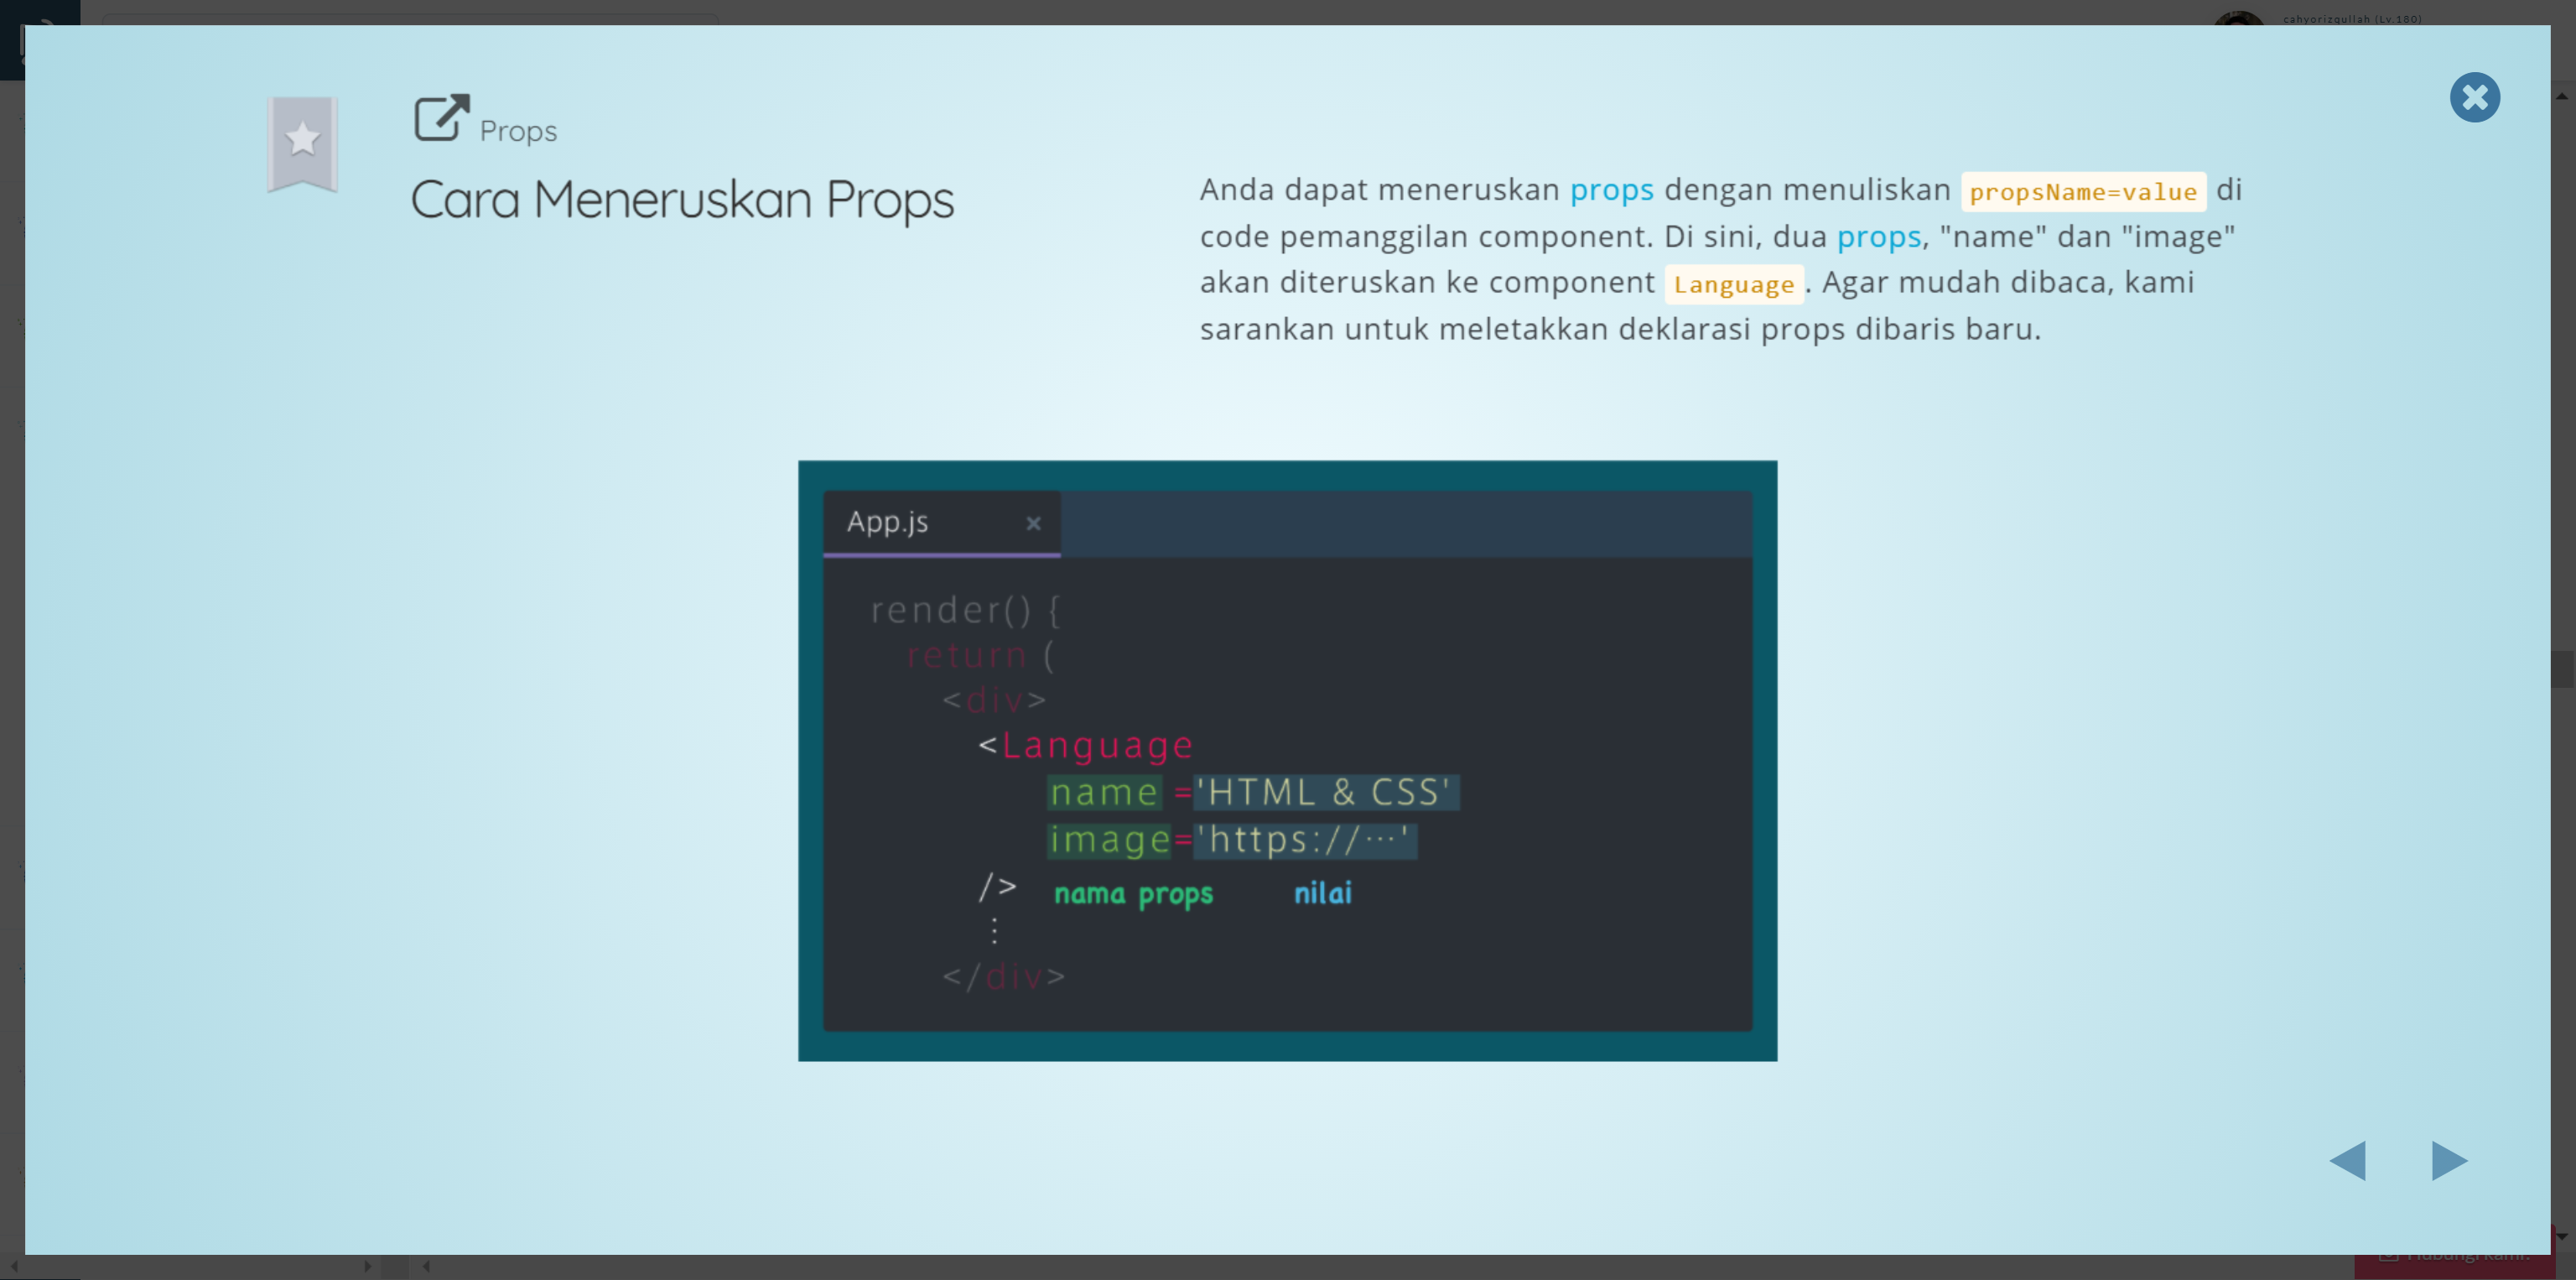 cahyorizqullah (Lv.180)
Props
Cara Meneruskan Props
Anda dapat meneruskan props dengan menuliskan propsName=value di
code pemanggilan component. Di sini, dua props, "name" dan "image"
akan diteruskan ke component Language. Agar mudah dibaca, kami
sarankan untuk meletakkan deklarasi props dibaris baru.
App.js ×
render() {
return (
<div>
<Language
name ='HTML & CSS'
image='https://…'
/> nama props nilai
⋮
</div>